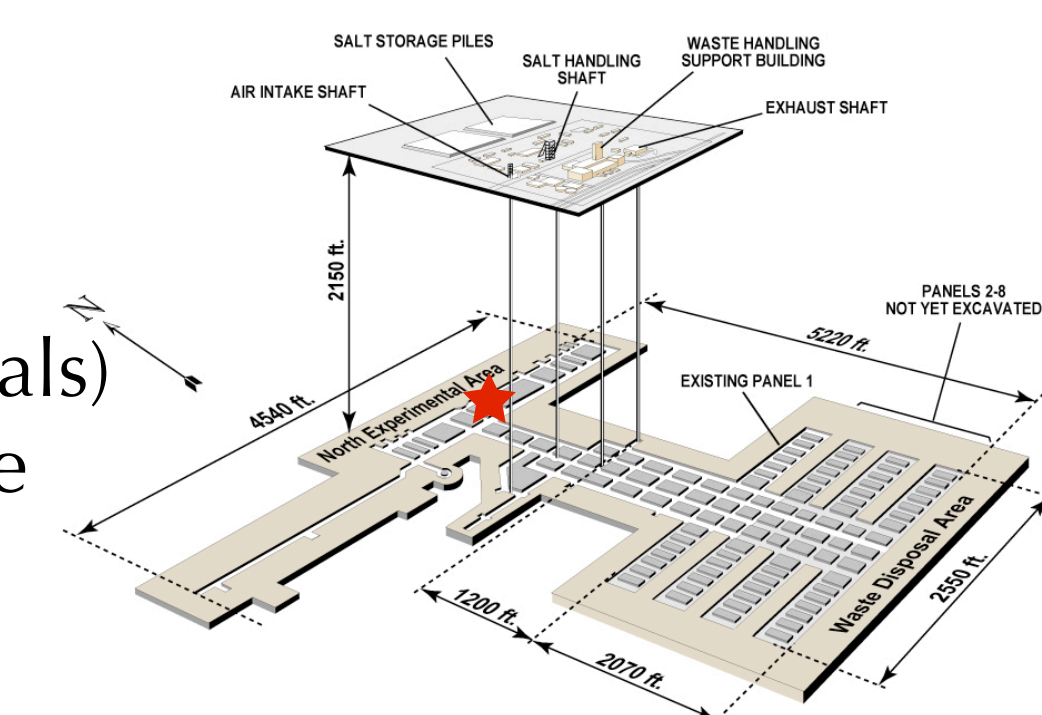 SALT STORAGE PILES
WASTE HANDLING
SUPPORT BUILDING
SALT HANDLING
SHAFT
AIR INTAKE SHAFT
EXHAUST SHAFT
2150 ft.
N
PANELS 2-8
NOT YET EXCAVATED
5220 ft.
als)
EXISTING PANEL 1
4540 ft.
North Experimental Area
e
Waste Disposal Area
2550 ft.
1200 ft.
2070 ft.